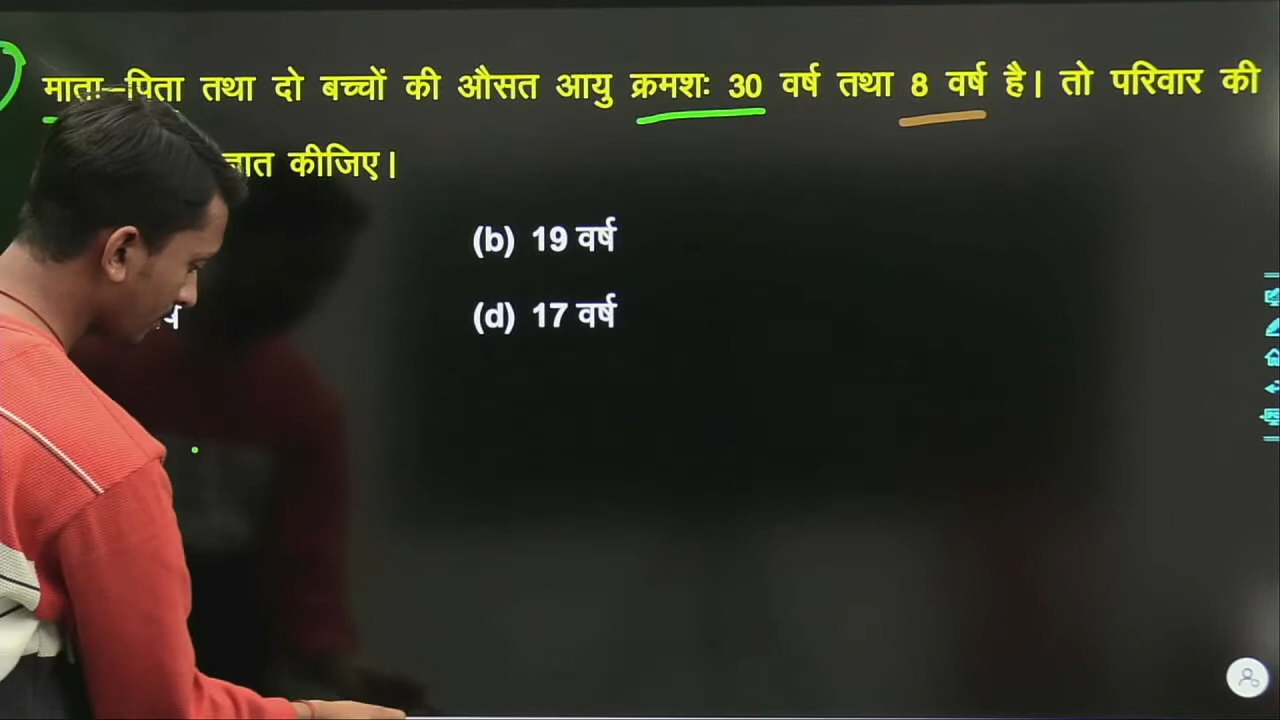 माता–पिता तथा दो बच्चों की औसत आयु क्रमशः 30 वर्ष तथा 8 वर्ष है। तो परिवार की
कीजिए।
(b) 19 वर्ष
(d) 17 वर्ष